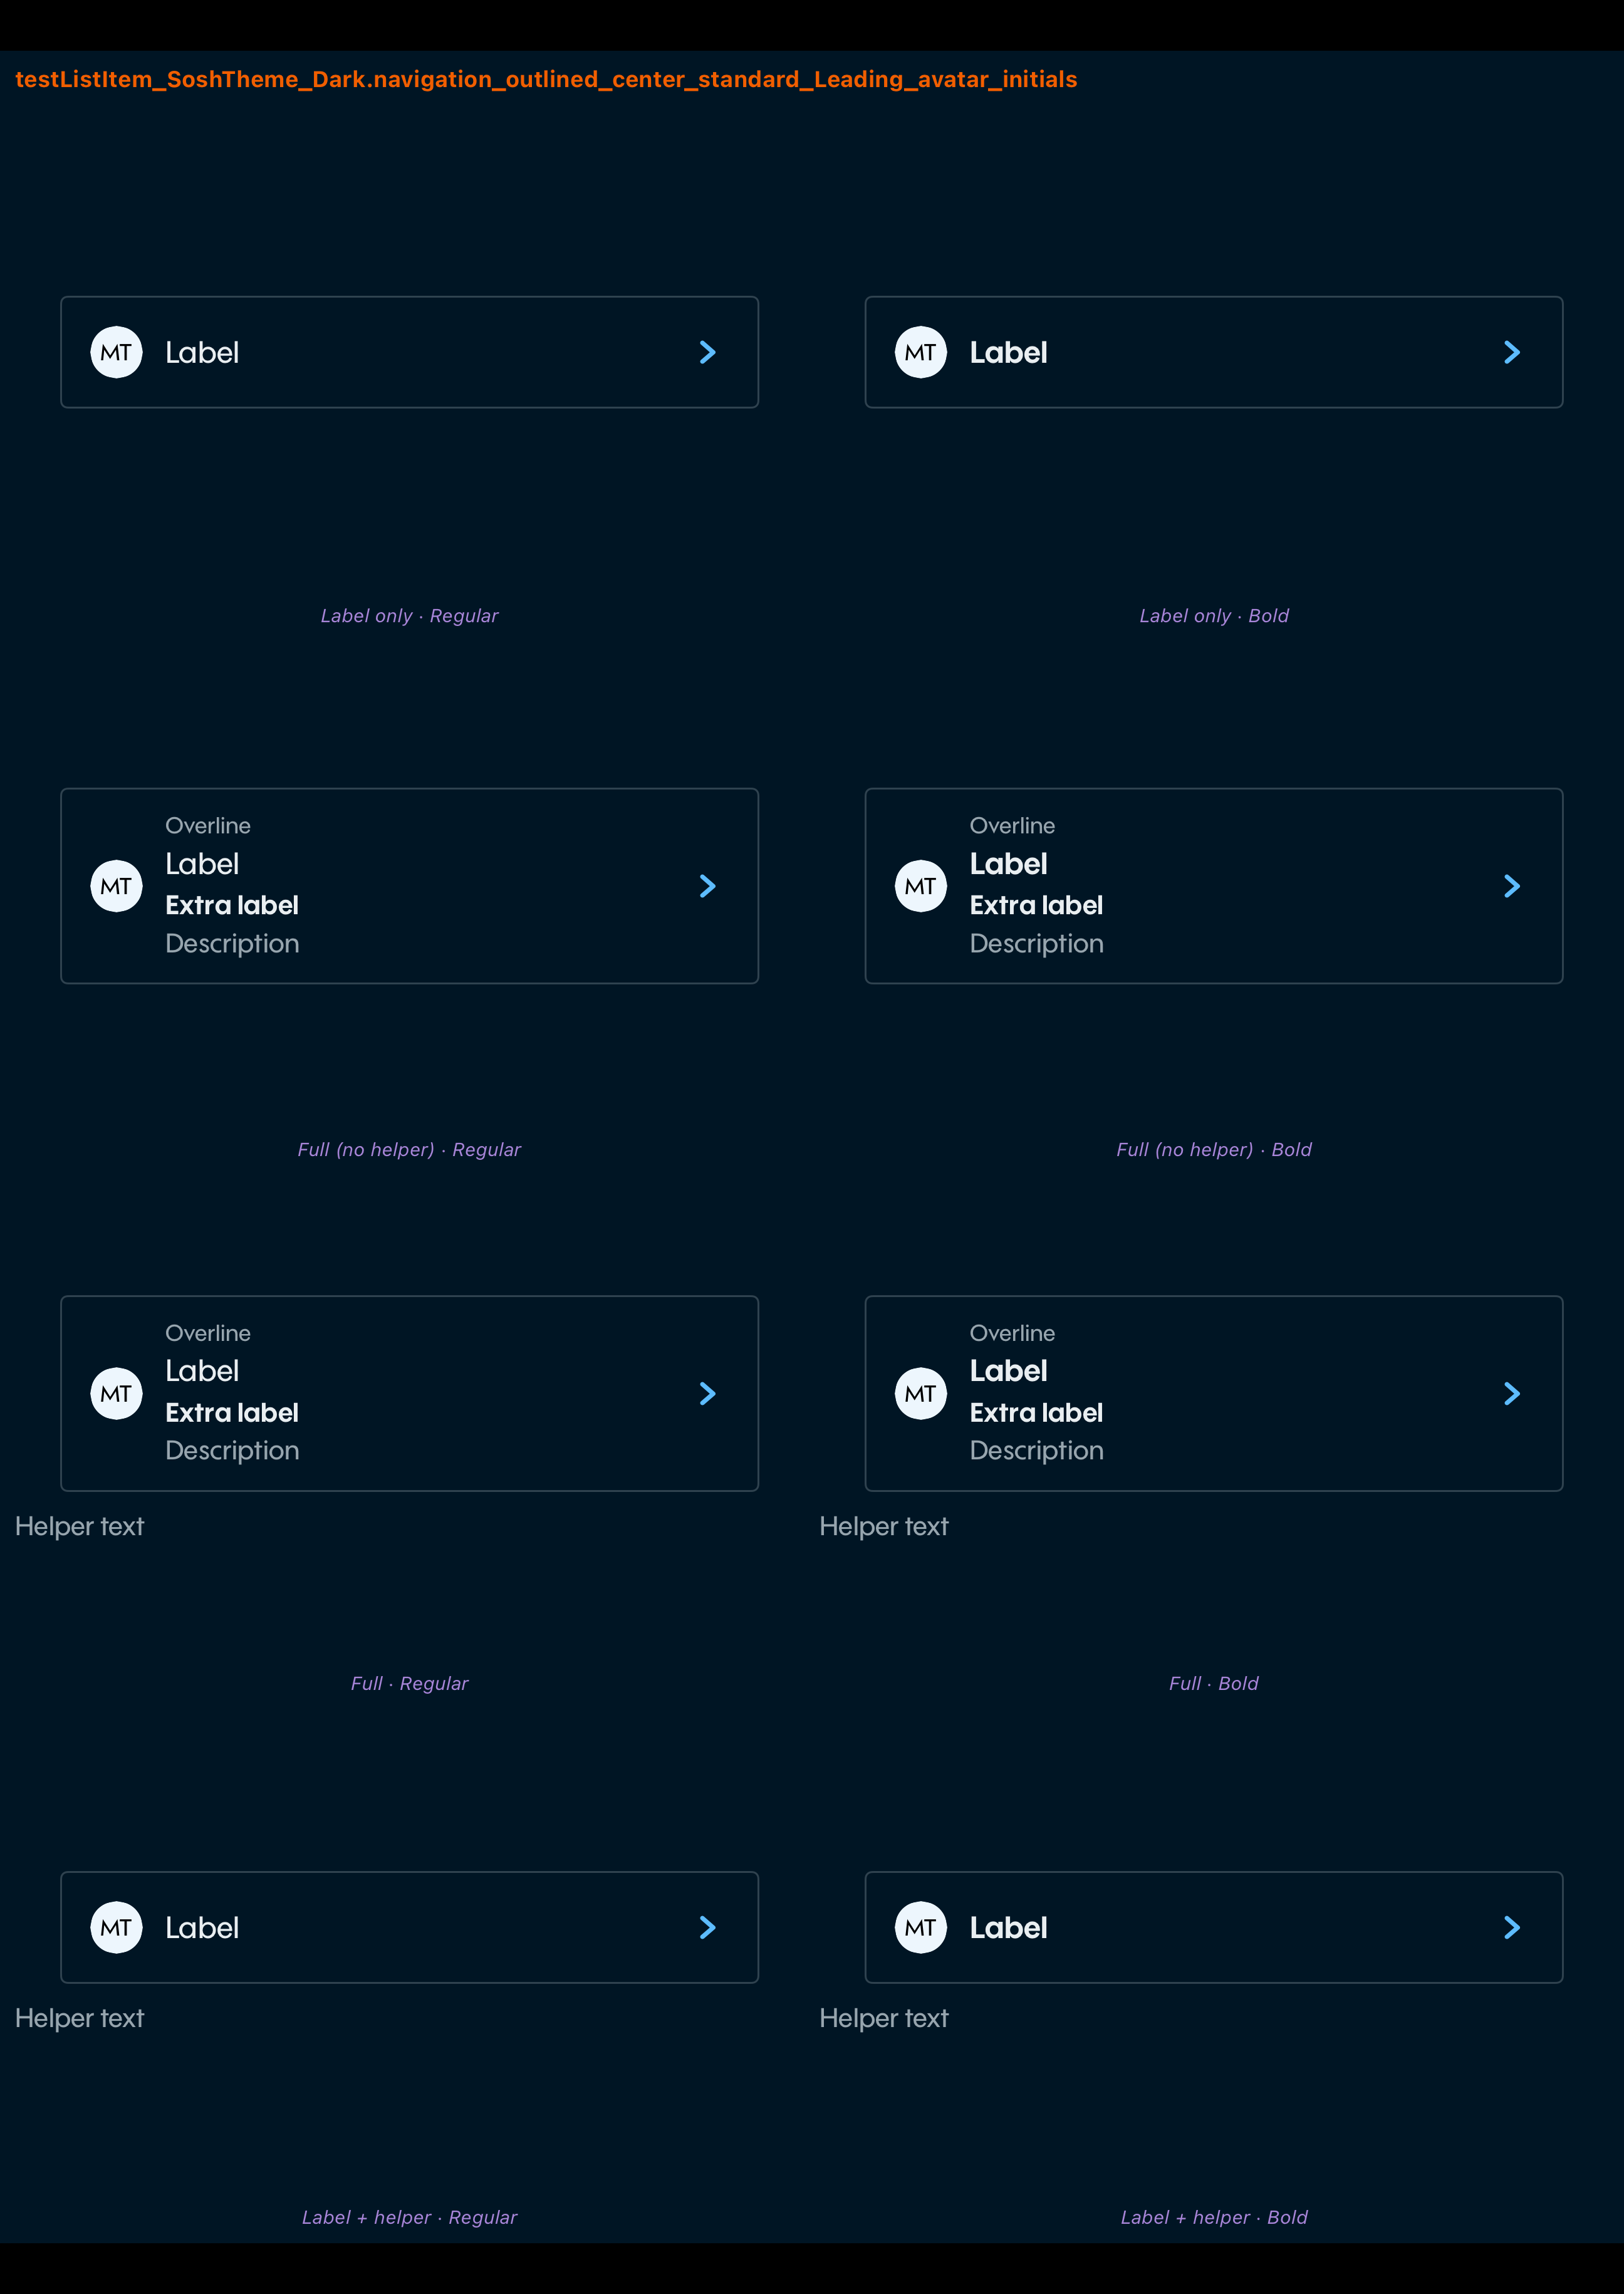 testListItem_SoshTheme_Dark.navigation_outlined_center_standard_Leading_avatar_initials
MT Label
MT Label
Label only · Regular
Label only · Bold
Overline
Label
MT
Extra label
Description
Overline
Label
MT
Extra label
Description
Full (no helper) · Regular
Full (no helper) · Bold
Overline
Label
MT
Extra label
Description
Helper text
Overline
Label
MT
Extra label
Description
Helper text
Full · Regular
Full · Bold
MT Label
Helper text
MT Label
Helper text
Label + helper · Regular
Label + helper · Bold